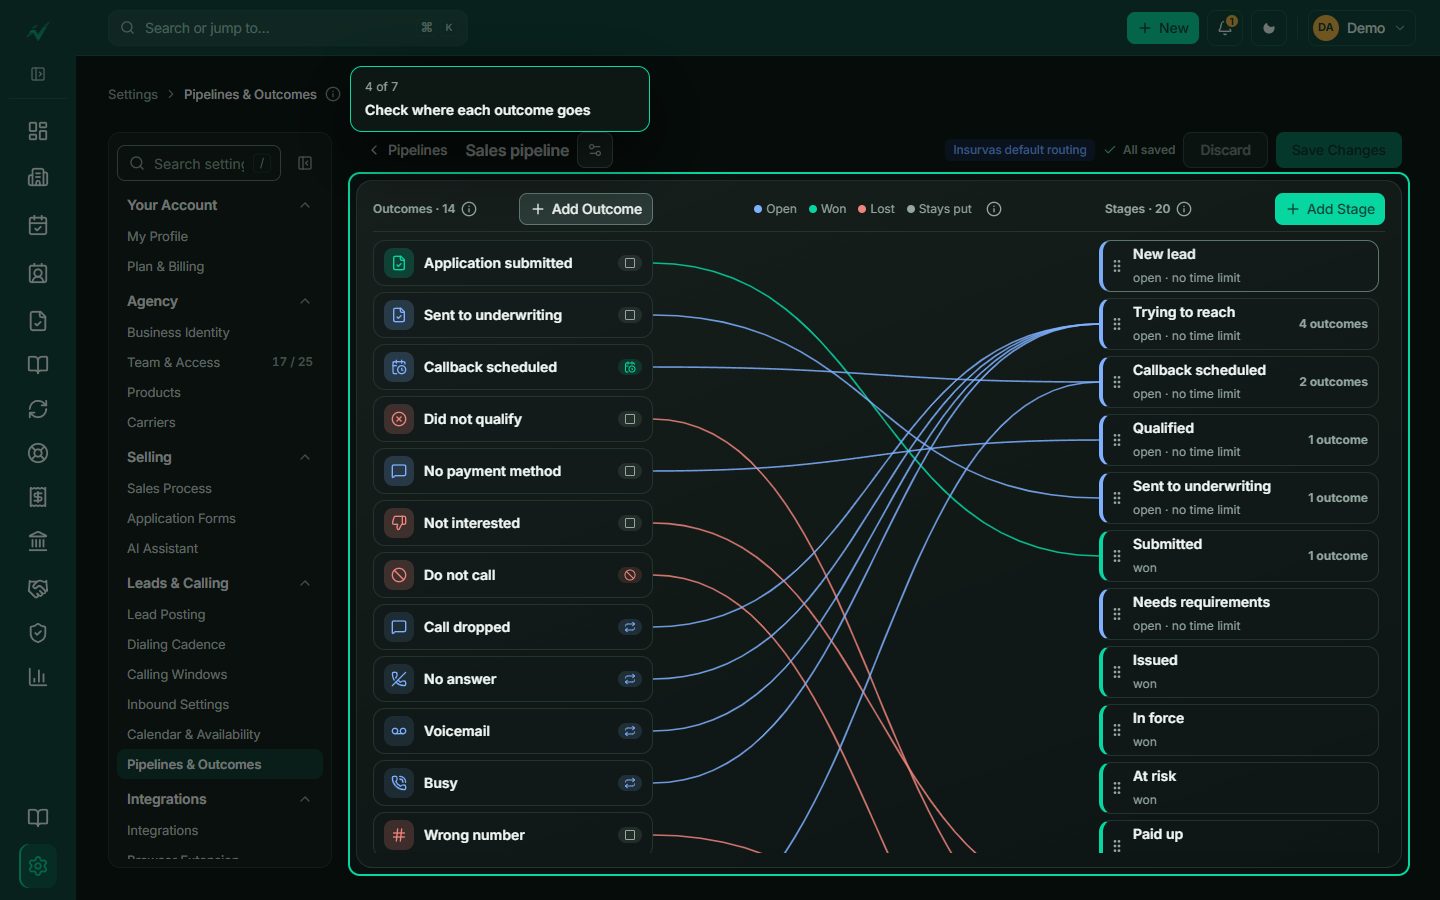 Search or jump to...
⌘ K
New
1
DA
Demo
Settings
Pipelines & Outcomes
4 of 7
Check where each outcome goes
Search setting
/
Pipelines
Sales pipeline
Insurvas default routing
All saved
Discard
Save Changes
Your Account
My Profile
Plan & Billing
Agency
Business Identity
Team & Access
17 / 25
Products
Carriers
Selling
Sales Process
Application Forms
AI Assistant
Leads & Calling
Lead Posting
Dialing Cadence
Calling Windows
Inbound Settings
Calendar & Availability
Pipelines & Outcomes
Integrations
Integrations
Browser Extension
Outcomes · 14
Add Outcome
Open
Won
Lost
Stays put
Stages · 20
Add Stage
Application submitted
Sent to underwriting
Callback scheduled
Did not qualify
No payment method
Not interested
Do not call
Call dropped
No answer
Voicemail
Busy
Wrong number
New lead
open · no time limit
Trying to reach
open · no time limit
4 outcomes
Callback scheduled
open · no time limit
2 outcomes
Qualified
open · no time limit
1 outcome
Sent to underwriting
open · no time limit
1 outcome
Submitted
won
1 outcome
Needs requirements
open · no time limit
Issued
won
In force
won
At risk
won
Paid up